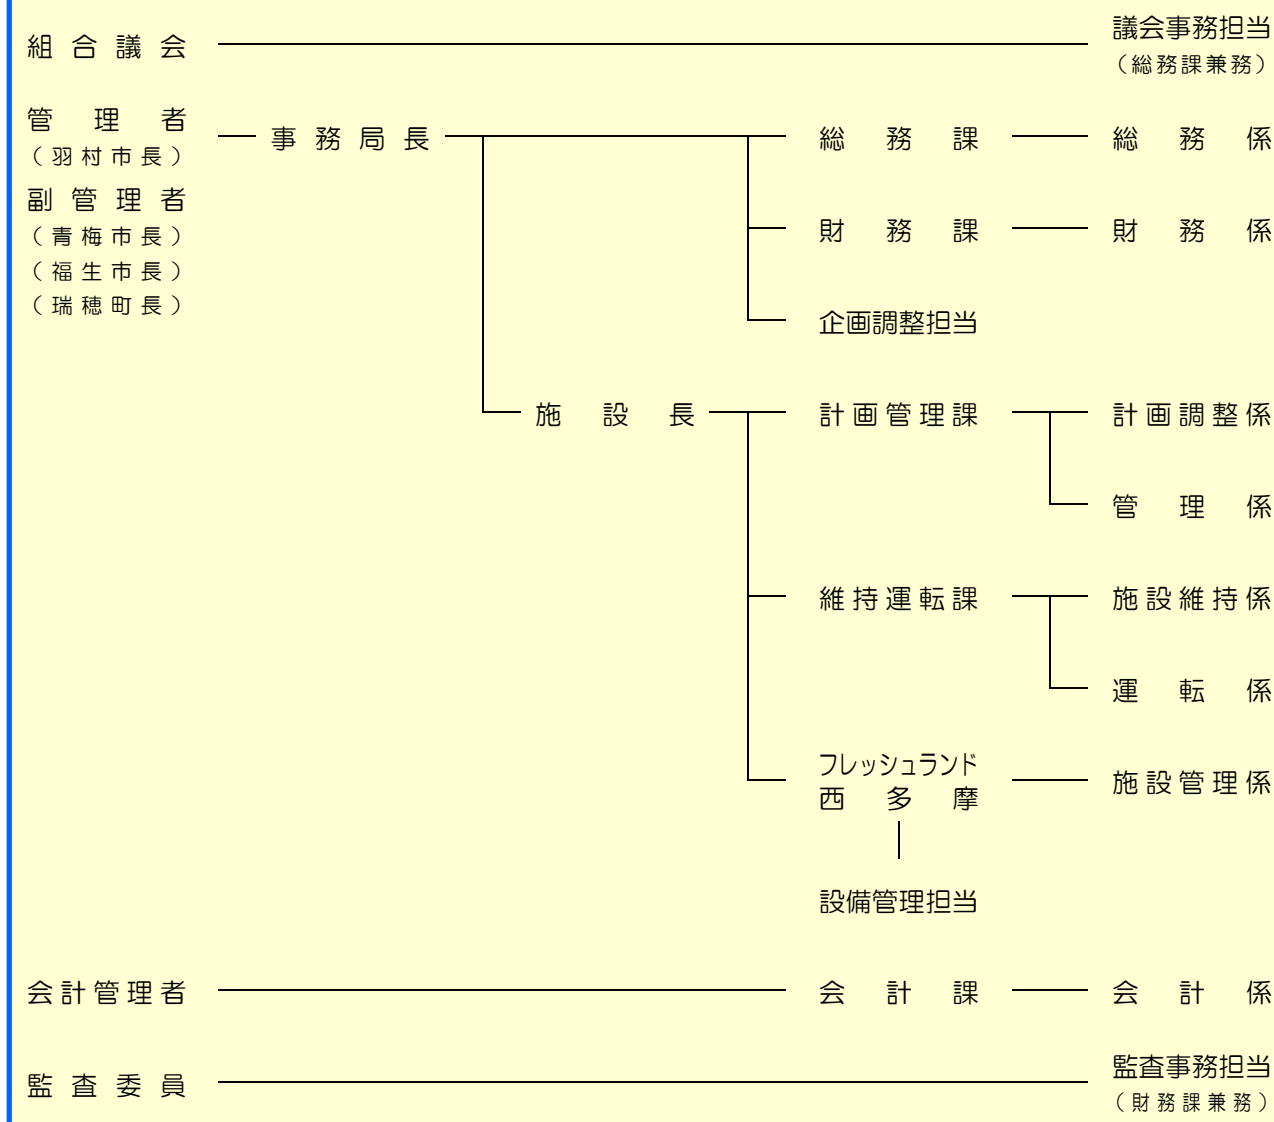 組合議会
議会事務担当
（総務課兼務）
管理者
（羽村市長）
事務局長
総務課
総務係
副管理者
（青梅市長）
（福生市長）
（瑞穂町長）
財務課
財務係
企画調整担当
施設長
計画管理課
計画調整係
管理係
維持運転課
施設維持係
運転係
フレッシュランド
西多摩
施設管理係
設備管理担当
会計管理者
会計課
会計係
監査委員
監査事務担当
（財務課兼務）